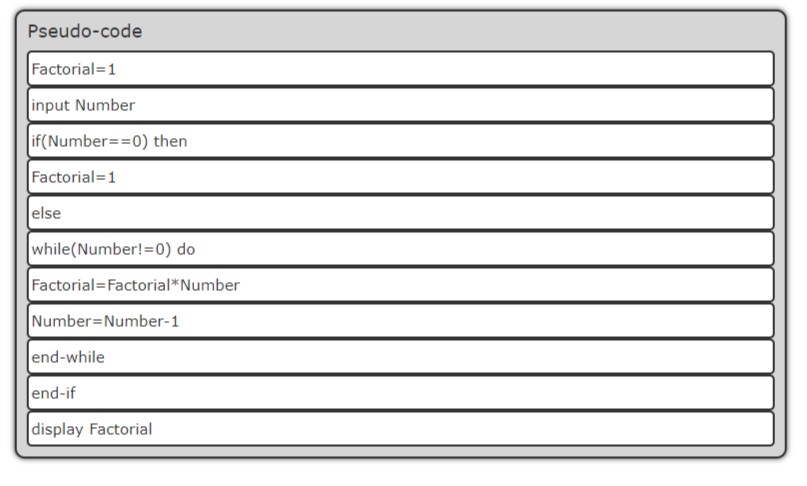 Pseudo-code
Factorial=1
input Number
if(Number==0) then
Factorial=1
else
while(Number!=0) do
Factorial=Factorial*Number
Number=Number-1
end-while
end-if
display Factorial